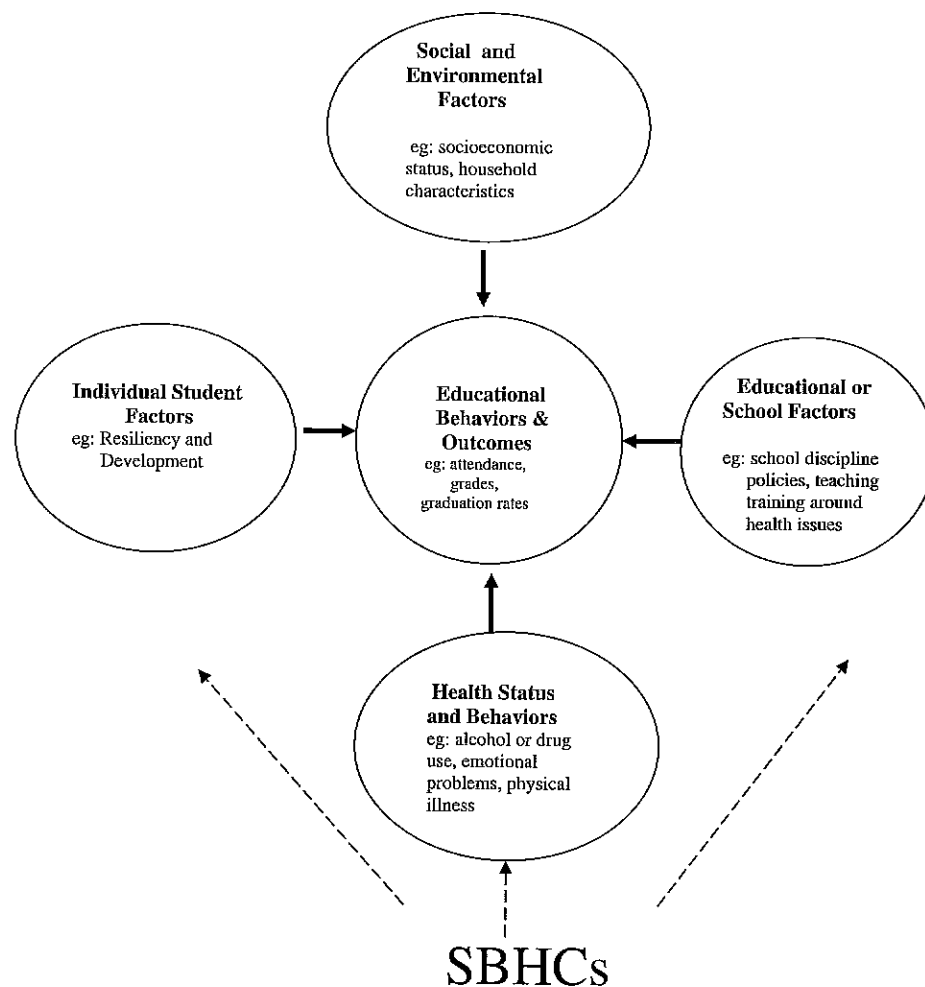 Social and
Environmental
Factors
eg: socioeconomic
status, household
characteristics
Individual Student
Factors
eg: Resiliency and
Development
Educational
Behaviors &
Outcomes
eg: attendance,
grades,
graduation rates
Educational or
School Factors
eg: school discipline
policies, teaching
training around
health issues
Health Status
and Behaviors
eg: alcohol or drug
use, emotional
problems, physical
illness
SBHCs